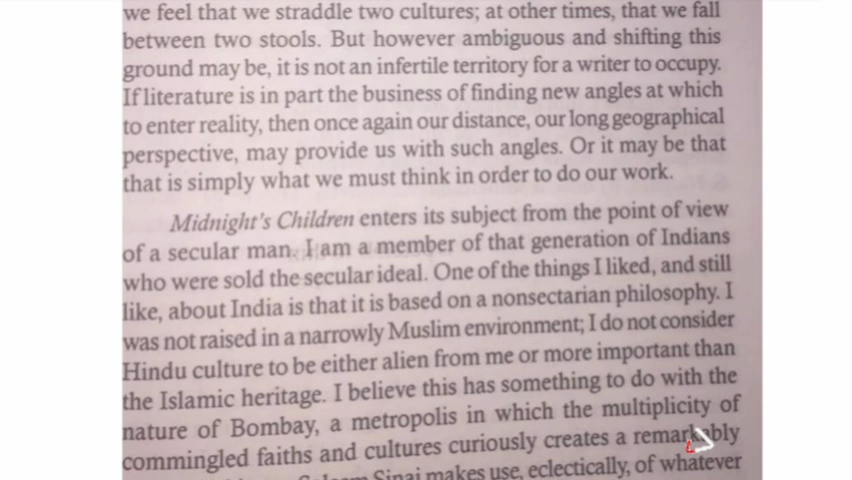 we feel that we straddle two cultures; at other times, that we fall
between two stools. But however ambiguous and shifting this
ground may be, it is not an infertile territory for a writer to occupy.
If literature is in part the business of finding new angles at which
to enter reality, then once again our distance, our long geographical
perspective, may provide us with such angles. Or it may be that
that is simply what we must think in order to do our work.
Midnight's Children enters its subject from the point of view
of a secular man. I am a member of that generation of Indians
who were sold the secular ideal. One of the things I liked, and still
like, about India is that it is based on a nonsectarian philosophy. I
was not raised in a narrowly Muslim environment; I do not consider
Hindu culture to be either alien from me or more important than
the Islamic heritage. I believe this has something to do with the
nature of Bombay, a metropolis in which the multiplicity of
commingled faiths and cultures curiously creates a remarkably
Sinai makes use, eclectically, of whatever